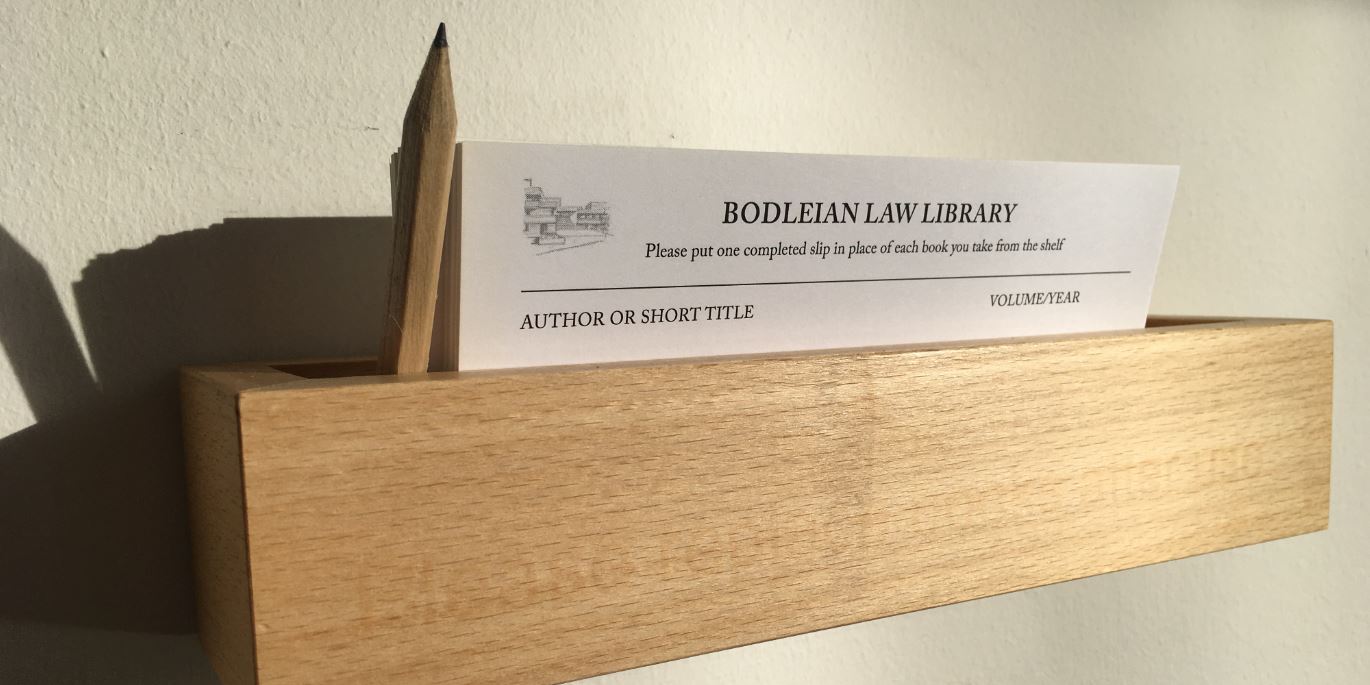 BODLEIAN LAW LIBRARY
Please put one completed slip in place of each book you take from the shelf
AUTHOR OR SHORT TITLE
VOLUME/YEAR